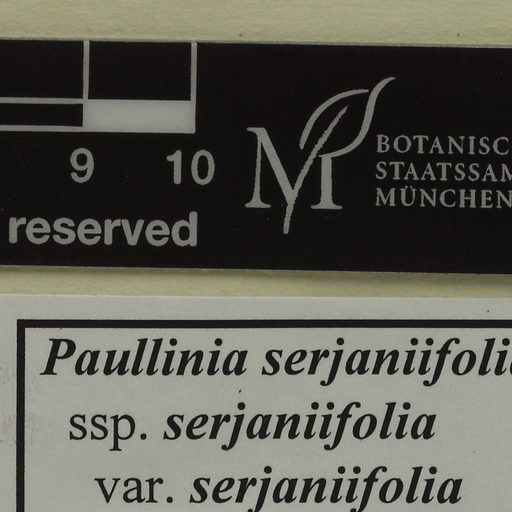 9 10
reserved
BOTANISC
STAATSSAM
MÜNCHEN
Paullinia serjaniifoli
ssp. serjaniifolia
var. serjaniifolia